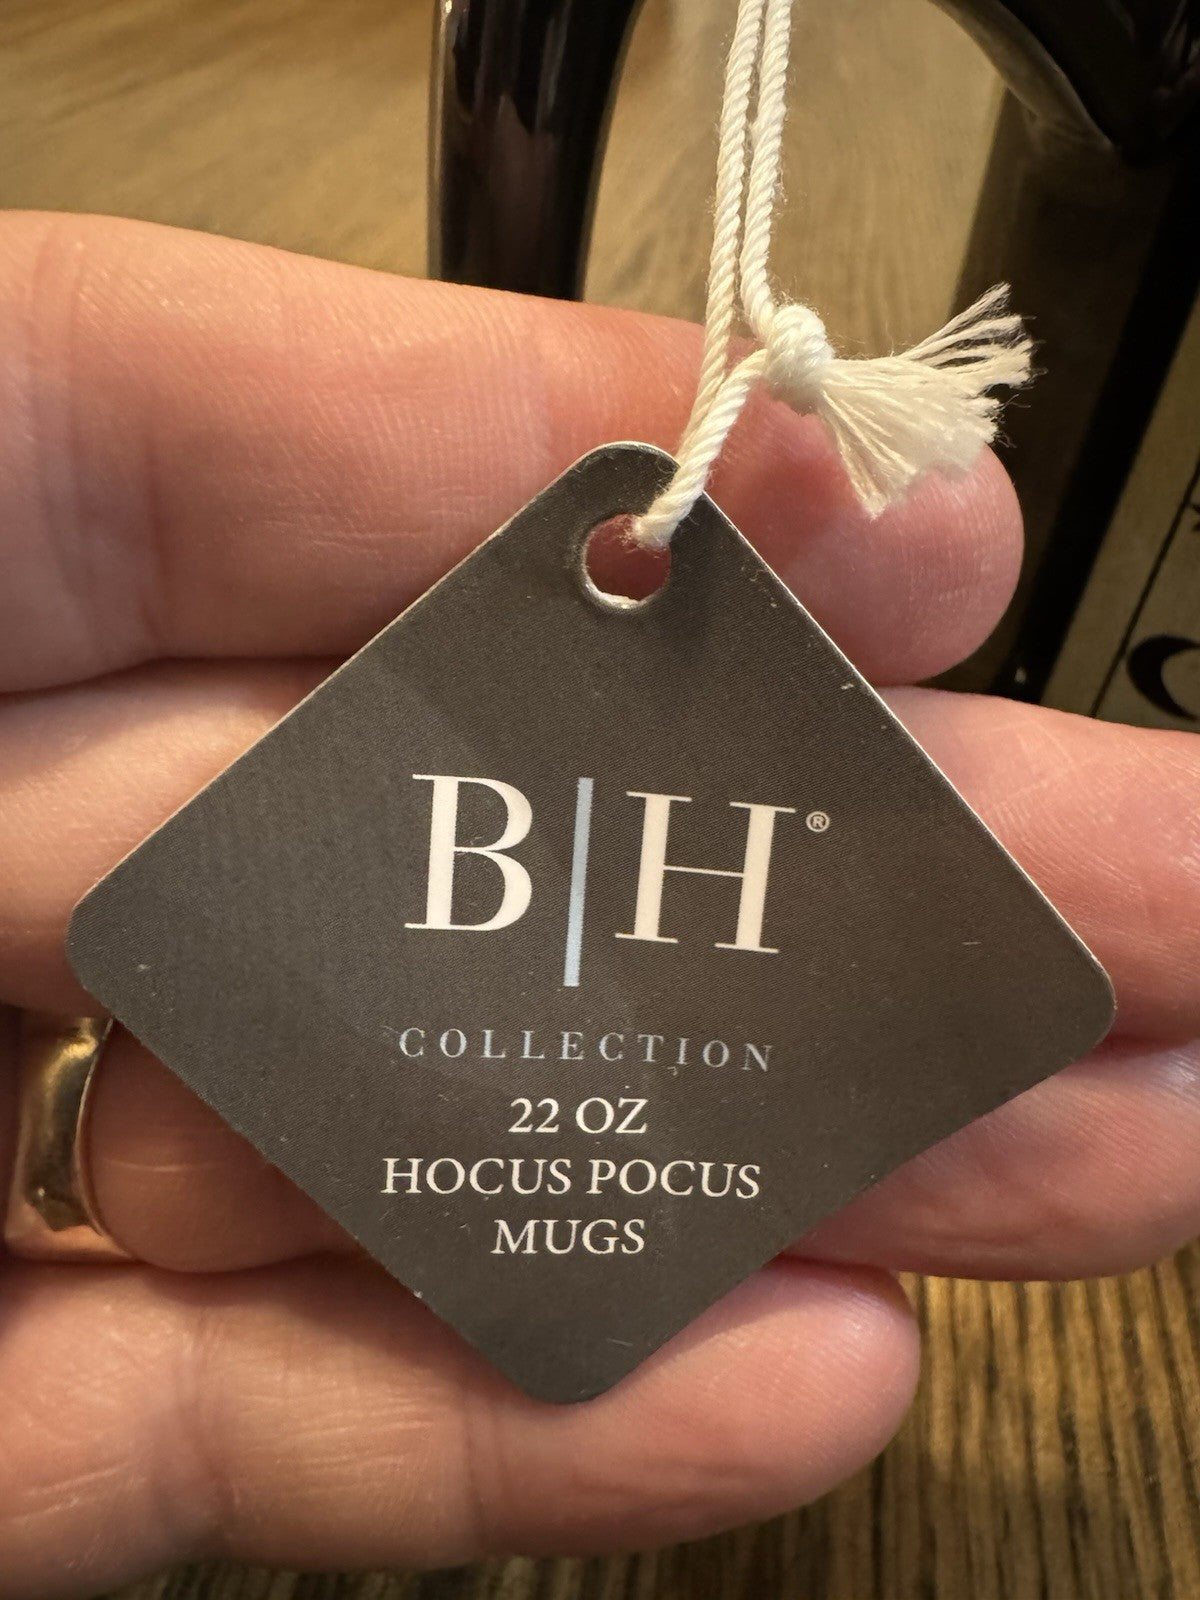 B|H®
COLLECTION
22 OZ
HOCUS POCUS
MUGS